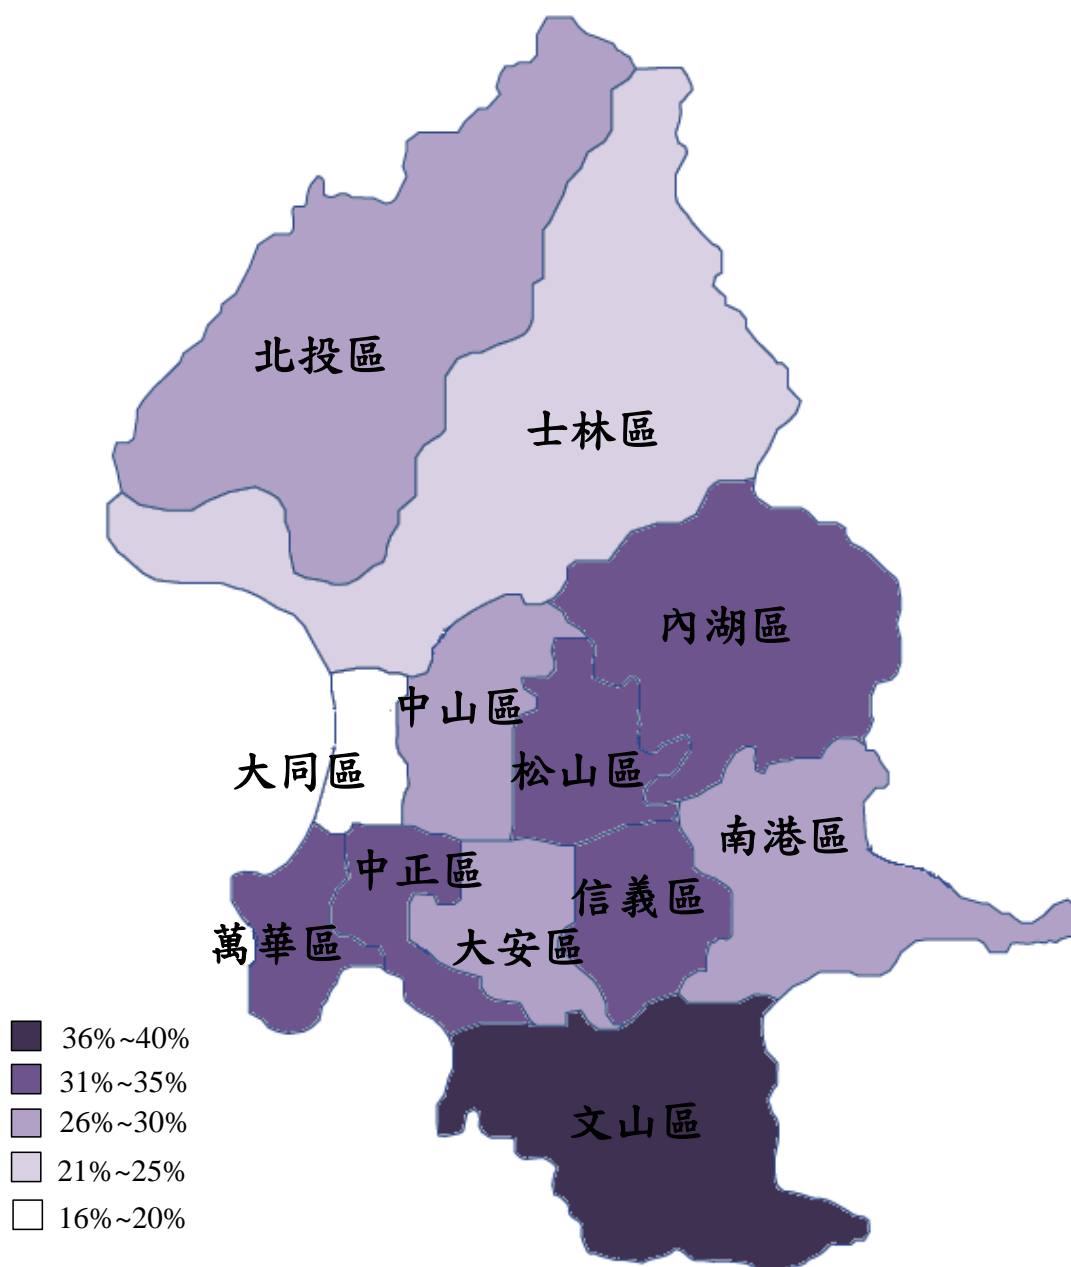 北投區
士林區
內湖區
中山區
大同區
松山區
南港區
中正區
信義區
萬華區
大安區
文山區
36%~40%
31%~35%
26%~30%
21%~25%
16%~20%